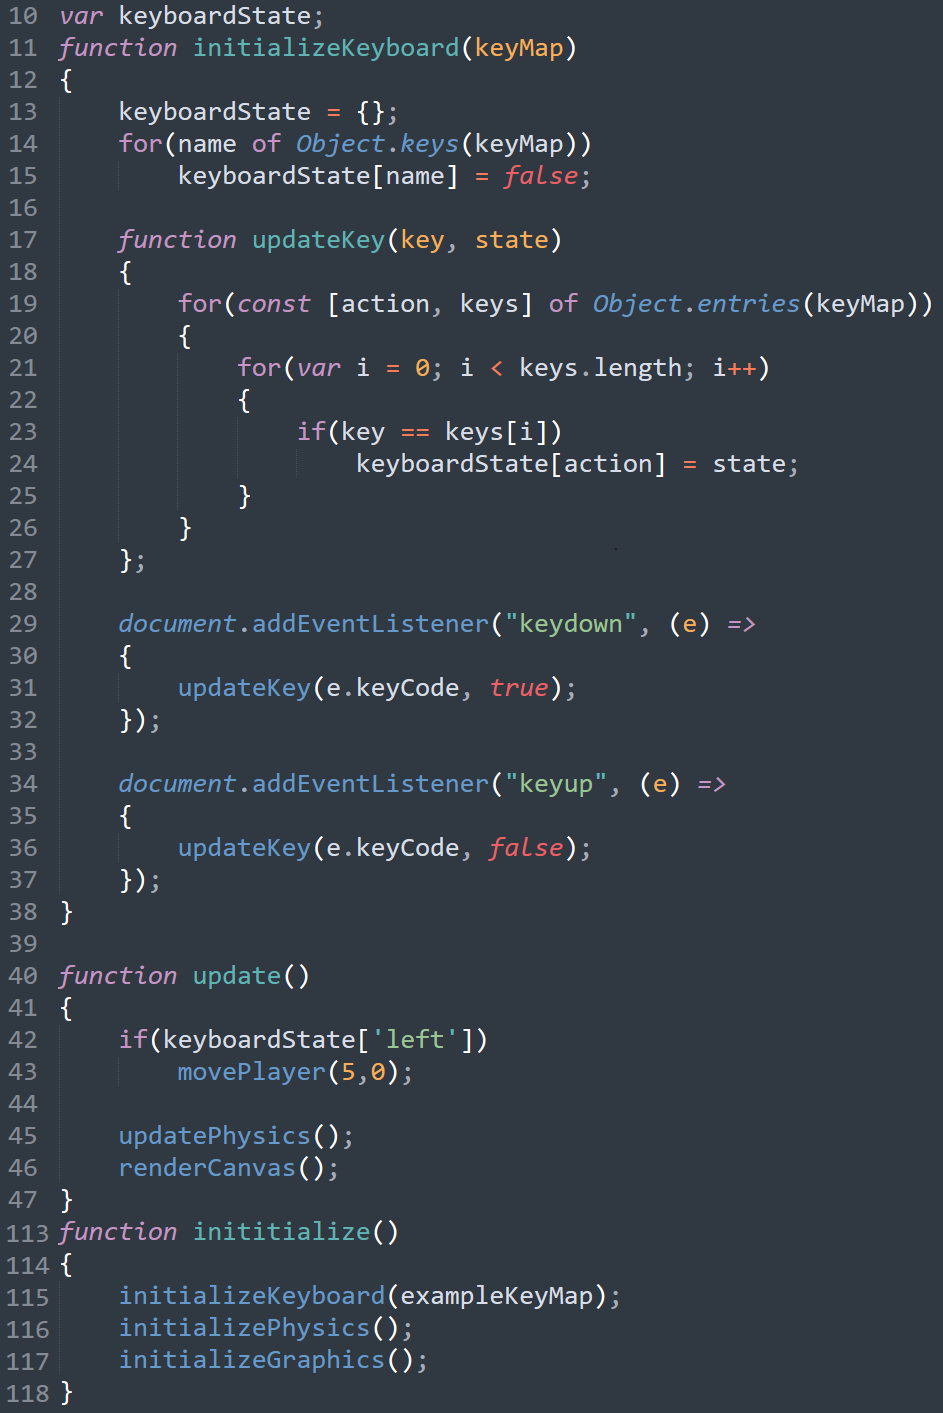 10 var keyboardState;
11 function initializeKeyboard(keyMap)
12 {
13     keyboardState = {};
14     for(name of Object.keys(keyMap))
15         keyboardState[name] = false;
16
17     function updateKey(key, state)
18     {
19         for(const [action, keys] of Object.entries(keyMap))
20         {
21             for(var i = 0; i < keys.length; i++)
22             {
23                 if(key == keys[i])
24                     keyboardState[action] = state;
25             }
26         }
27     };
28
29     document.addEventListener("keydown", (e) =>
30     {
31         updateKey(e.keyCode, true);
32     });
33
34     document.addEventListener("keyup", (e) =>
35     {
36         updateKey(e.keyCode, false);
37     });
38 }
39
40 function update()
41 {
42     if(keyboardState['left'])
43         movePlayer(5,0);
44
45     updatePhysics();
46     renderCanvas();
47 }
113 function inititialize()
114 {
115     initializeKeyboard(exampleKeyMap);
116     initializePhysics();
117     initializeGraphics();
118 }